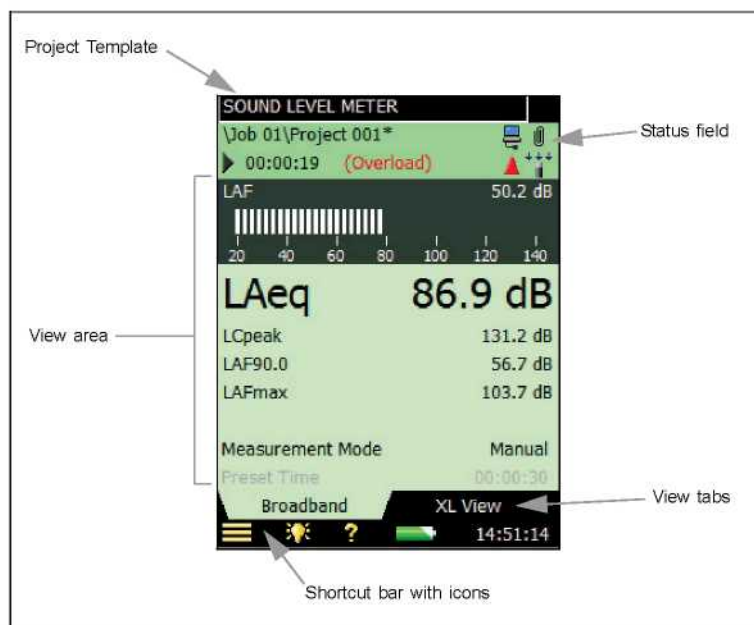 Project Template
SOUND LEVEL METER
\Job 01\Project 001*
Status field
00:00:19 (Overload)
LAF 50.2 dB
20 40 60 80 100 120 140
LAeq 86.9 dB
View area
LCpeak 131.2 dB
LAF90.0 56.7 dB
LAFmax 103.7 dB
Measurement Mode Manual
Preset Time 00:00:30
Broadband XL View
View tabs
? 14:51:14
Shortcut bar with icons